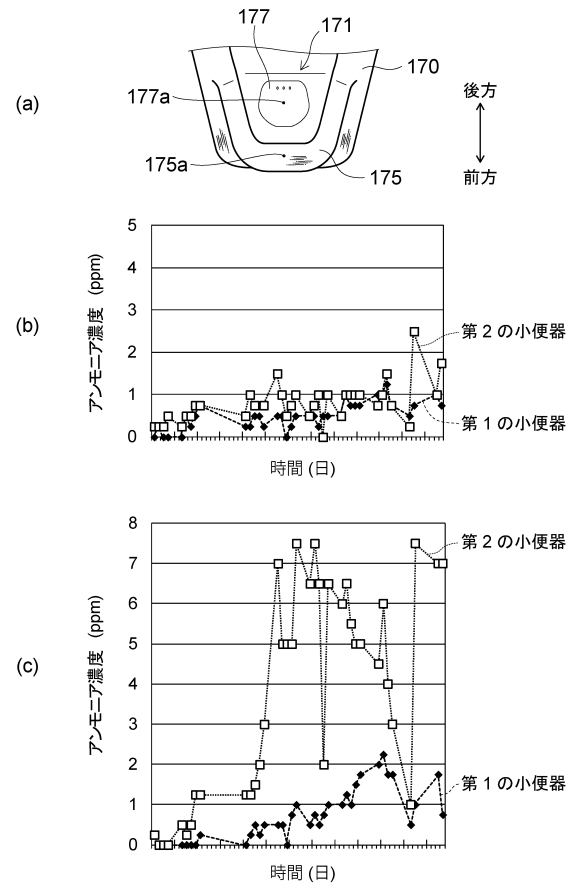 (a)
177
171
170
177a
175a
175
後方
前方
(b)
アンモニア濃度 (ppm)
5
4
3
2
1
0
第２の小便器
第１の小便器
時間 (日)
(c)
アンモニア濃度 (ppm)
8
7
6
5
4
3
2
1
0
第２の小便器
第１の小便器
時間 (日)